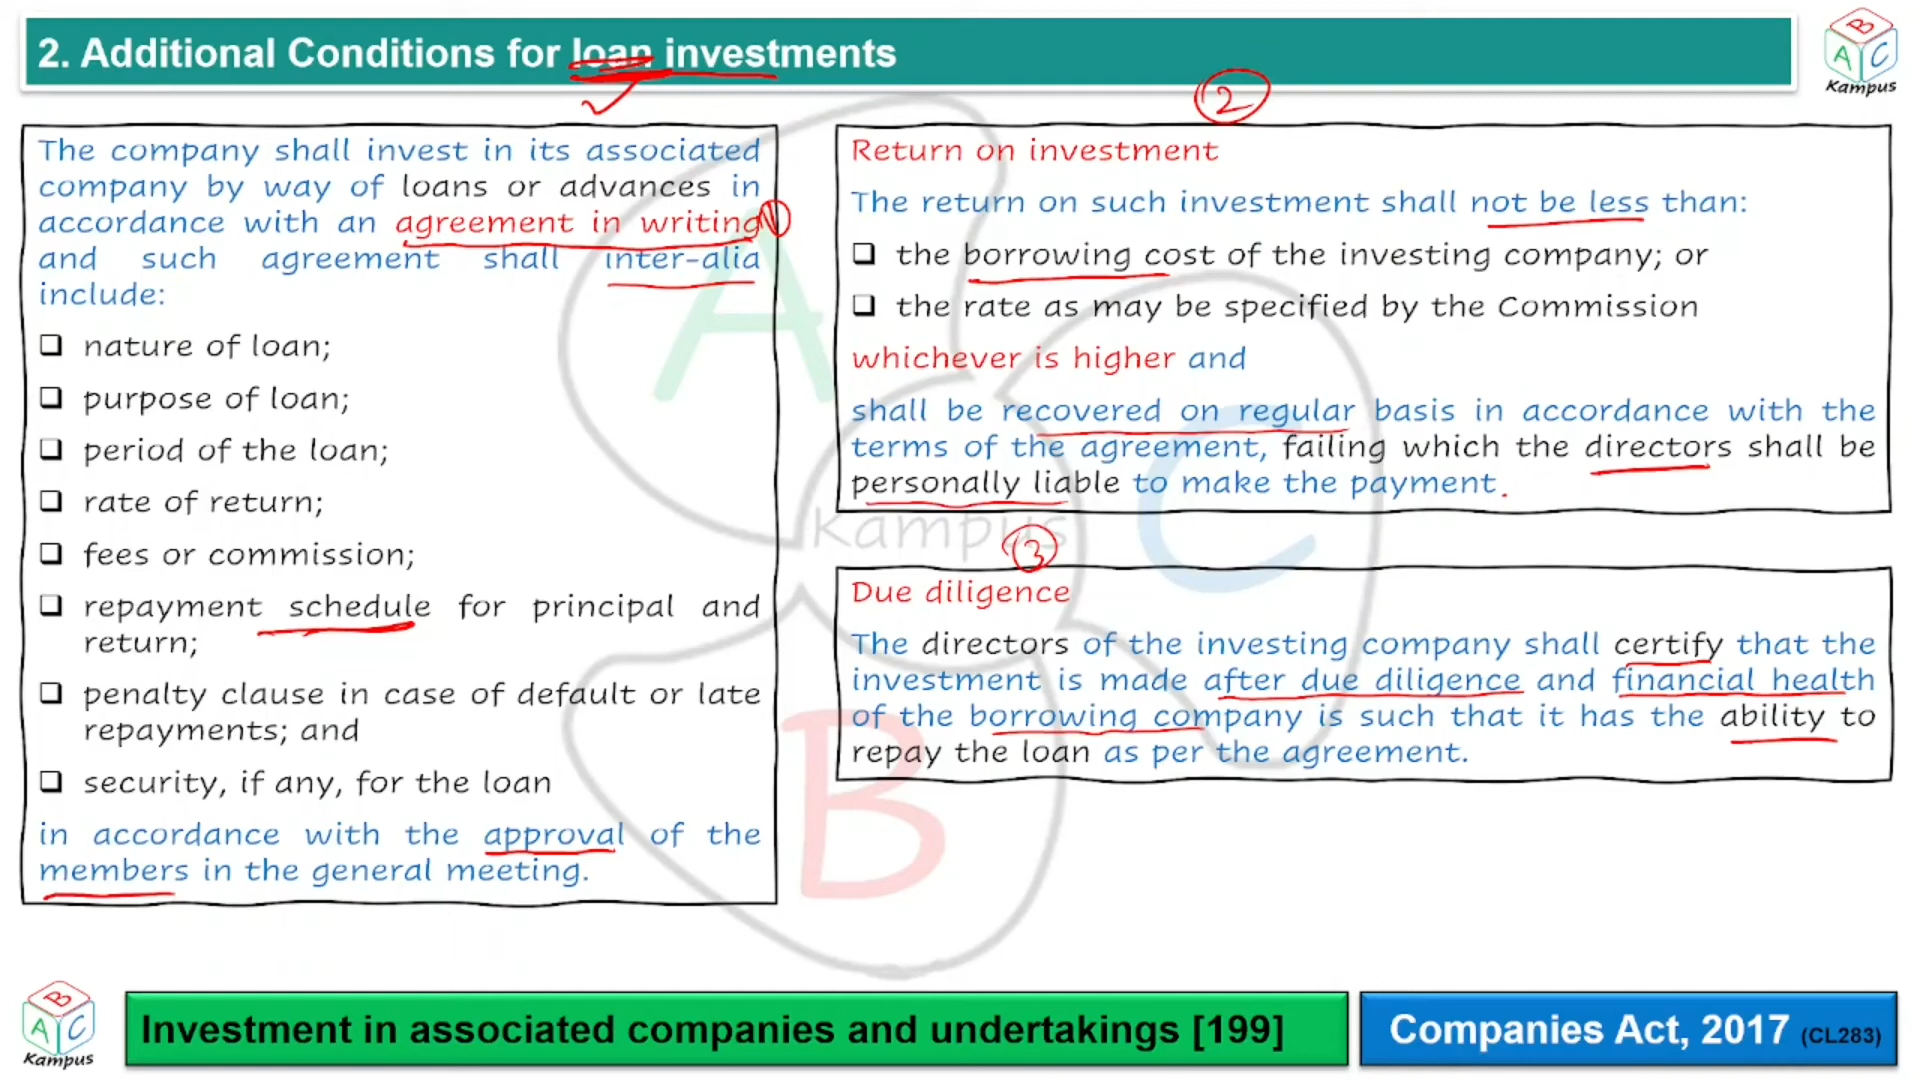 2. Additional Conditions for loan investments
B
A C
Kampus
The company shall invest in its associated
company by way of loans or advances in
accordance with an agreement in writing
and such agreement shall inter-alia
include:
❑ nature of loan;
❑ purpose of loan;
❑ period of the loan;
❑ rate of return;
❑ fees or commission;
❑ repayment schedule for principal and
return;
❑ penalty clause in case of default or late
repayments; and
❑ security, if any, for the loan
in accordance with the approval of the
members in the general meeting.
1
2
Return on investment
The return on such investment shall not be less than:
❑ the borrowing cost of the investing company; or
❑ the rate as may be specified by the Commission
whichever is higher and
shall be recovered on regular basis in accordance with the
terms of the agreement, failing which the directors shall be
personally liable to make the payment.
3
Due diligence
The directors of the investing company shall certify that the
investment is made after due diligence and financial health
of the borrowing company is such that it has the ability to
repay the loan as per the agreement.
A
C
Kampus
B
B
A C
Kampus
Investment in associated companies and undertakings [199]
Companies Act, 2017 (CL283)